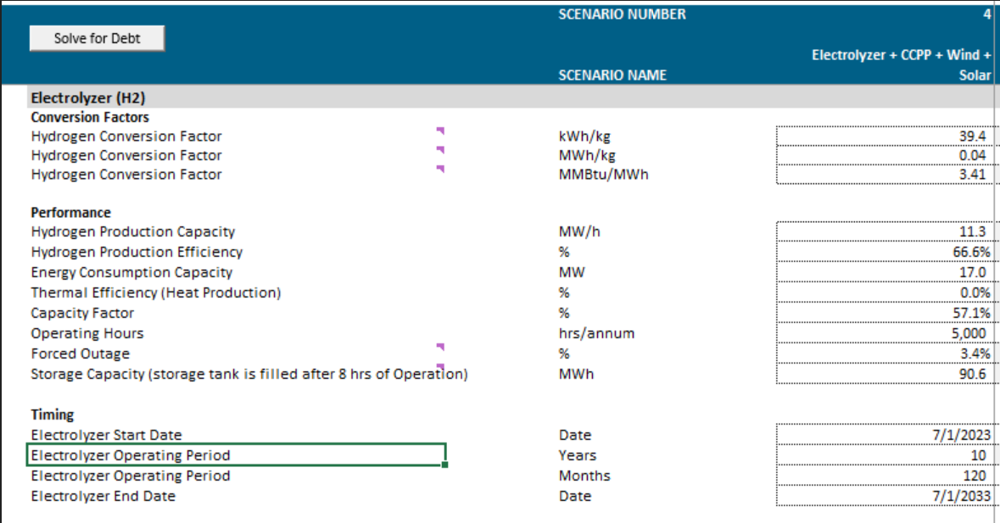 SCENARIO NUMBER 4
Solve for Debt
Electrolyzer + CCPP + Wind +
SCENARIO NAME Solar
Electrolyzer (H2)
Conversion Factors
Hydrogen Conversion Factor kWh/kg 39.4
Hydrogen Conversion Factor MWh/kg 0.04
Hydrogen Conversion Factor MMBtu/MWh 3.41
Performance
Hydrogen Production Capacity MW/h 11.3
Hydrogen Production Efficiency % 66.6%
Energy Consumption Capacity MW 17.0
Thermal Efficiency (Heat Production) % 0.0%
Capacity Factor % 57.1%
Operating Hours hrs/annum 5,000
Forced Outage % 3.4%
Storage Capacity (storage tank is filled after 8 hrs of Operation) MWh 90.6
Timing
Electrolyzer Start Date Date 7/1/2023
Electrolyzer Operating Period Years 10
Electrolyzer Operating Period Months 120
Electrolyzer End Date Date 7/1/2033